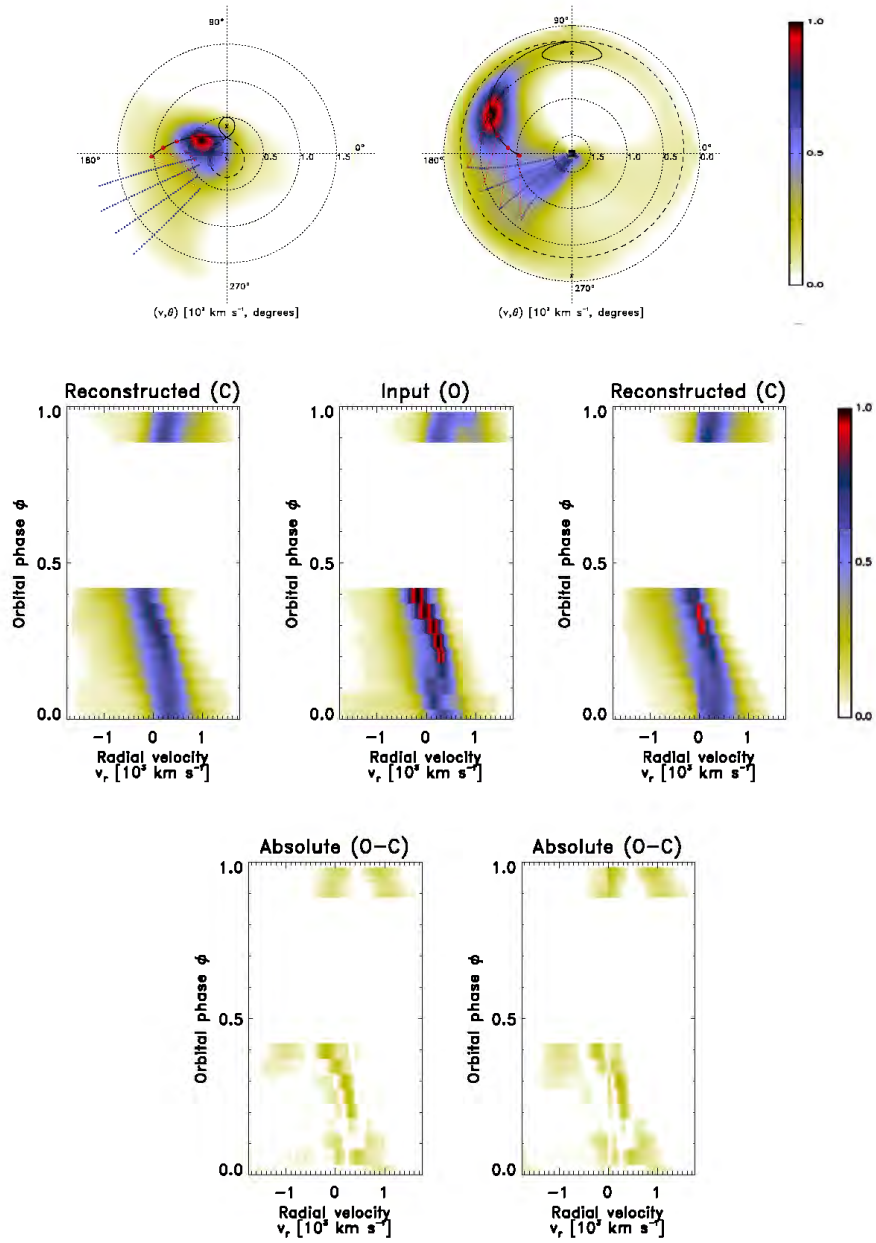 90°
180°
0°
0.5 1.0 1.5
270°
(v,θ) [10³ km s⁻¹, degrees]
90°
180°
0°
1.5 1.0 0.5 0.0
270°
(v,θ) [10³ km s⁻¹, degrees]
1.0
0.5
0.0
Reconstructed (C)
1.0
0.5
0.0
Orbital phase ϕ
−1 0 1
Radial velocity
vᵣ [10³ km s⁻¹]
Input (O)
1.0
0.5
0.0
Orbital phase ϕ
−1 0 1
Radial velocity
vᵣ [10³ km s⁻¹]
Reconstructed (C)
1.0
0.5
0.0
Orbital phase ϕ
−1 0 1
Radial velocity
vᵣ [10³ km s⁻¹]
1.0
0.5
0.0
Absolute (O−C)
1.0
0.5
0.0
Orbital phase ϕ
−1 0 1
Radial velocity
vᵣ [10³ km s⁻¹]
Absolute (O−C)
1.0
0.5
0.0
Orbital phase ϕ
−1 0 1
Radial velocity
vᵣ [10³ km s⁻¹]